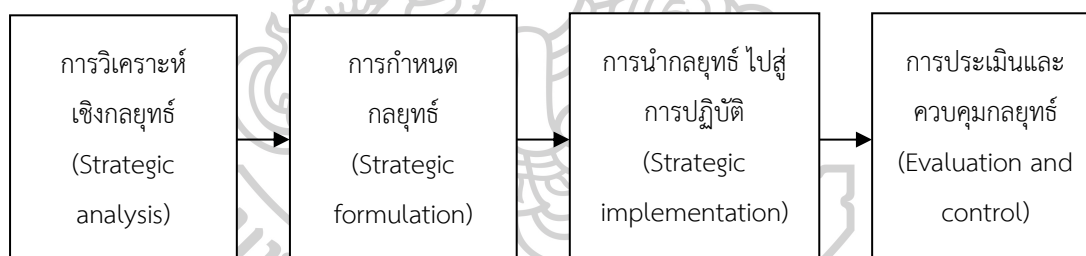 การวิเคราะห์
เชิงกลยุทธ์
(Strategic
analysis)
การกำหนด
กลยุทธ์
(Strategic
formulation)
การนำกลยุทธ์ ไปสู่
การปฏิบัติ
(Strategic
implementation)
การประเมินและ
ควบคุมกลยุทธ์
(Evaluation and
control)